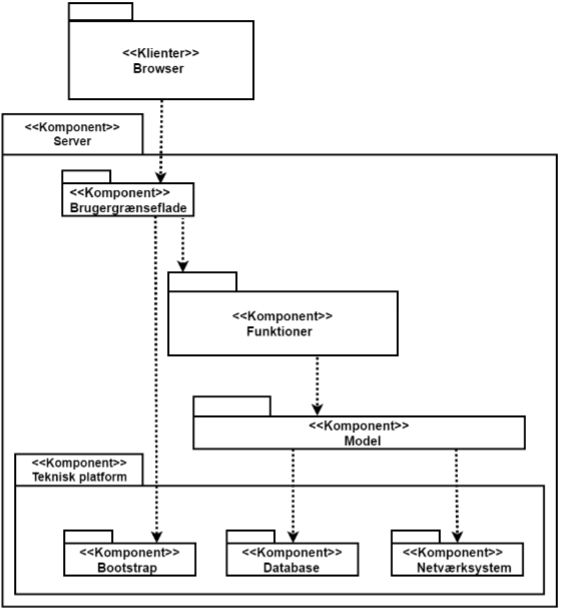 <<Klienter>>
Browser
<<Komponent>>
Server
<<Komponent>>
Brugergrænseflade
<<Komponent>>
Funktioner
<<Komponent>>
Model
<<Komponent>>
Teknisk platform
<<Komponent>>
Bootstrap
<<Komponent>>
Database
<<Komponent>>
Netværksystem